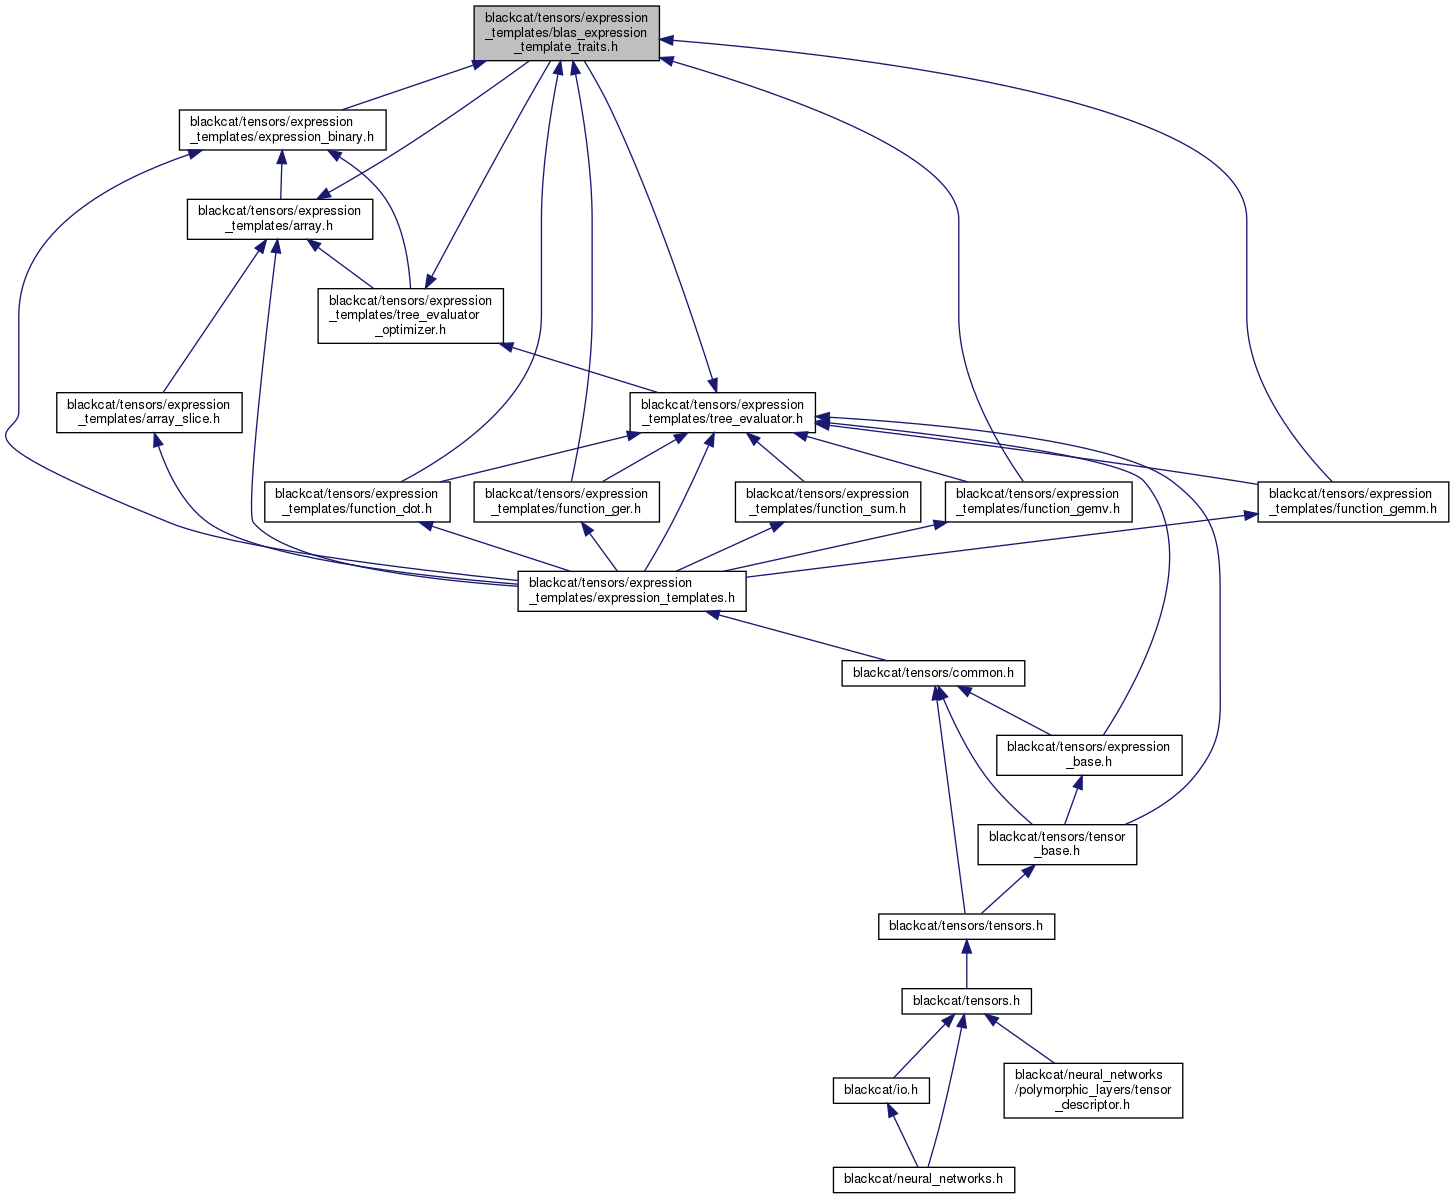 blackcat/tensors/expression
_templates/blas_expression
_template_traits.h
blackcat/tensors/expression
_templates/expression_binary.h
blackcat/tensors/expression
_templates/array.h
blackcat/tensors/expression
_templates/tree_evaluator
_optimizer.h
blackcat/tensors/expression
_templates/array_slice.h
blackcat/tensors/expression
_templates/tree_evaluator.h
blackcat/tensors/expression
_templates/function_dot.h
blackcat/tensors/expression
_templates/function_ger.h
blackcat/tensors/expression
_templates/function_sum.h
blackcat/tensors/expression
_templates/function_gemv.h
blackcat/tensors/expression
_templates/function_gemm.h
blackcat/tensors/expression
_templates/expression_templates.h
blackcat/tensors/common.h
blackcat/tensors/expression
_base.h
blackcat/tensors/tensor
_base.h
blackcat/tensors/tensors.h
blackcat/tensors.h
blackcat/io.h
blackcat/neural_networks
/polymorphic_layers/tensor
_descriptor.h
blackcat/neural_networks.h